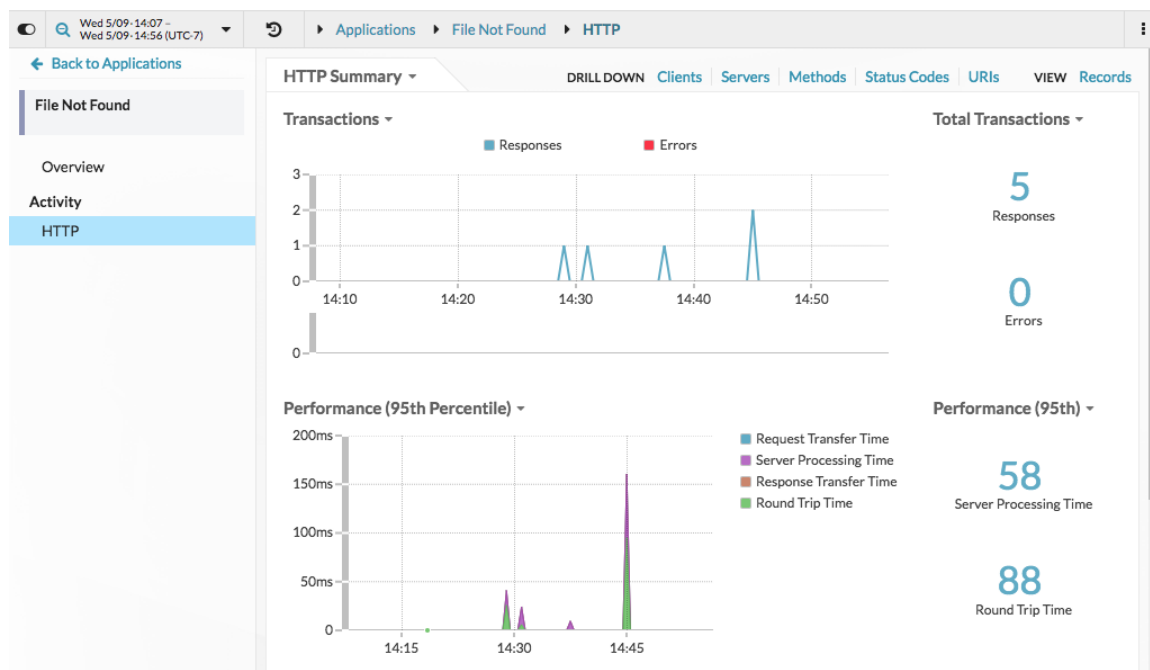 Wed 5/09-14:07 –
Wed 5/09-14:56 (UTC-7)
Applications File Not Found HTTP
Back to Applications
File Not Found
Overview
Activity
HTTP
HTTP Summary
DRILL DOWN Clients Servers Methods Status Codes URIs VIEW Records
Transactions
Responses Errors
3
2
1
0
14:10 14:20 14:30 14:40 14:50
0
Total Transactions
5
Responses
0
Errors
Performance (95th Percentile)
200ms
150ms
100ms
50ms
0
14:15 14:30 14:45
Request Transfer Time
Server Processing Time
Response Transfer Time
Round Trip Time
Performance (95th)
58
Server Processing Time
88
Round Trip Time